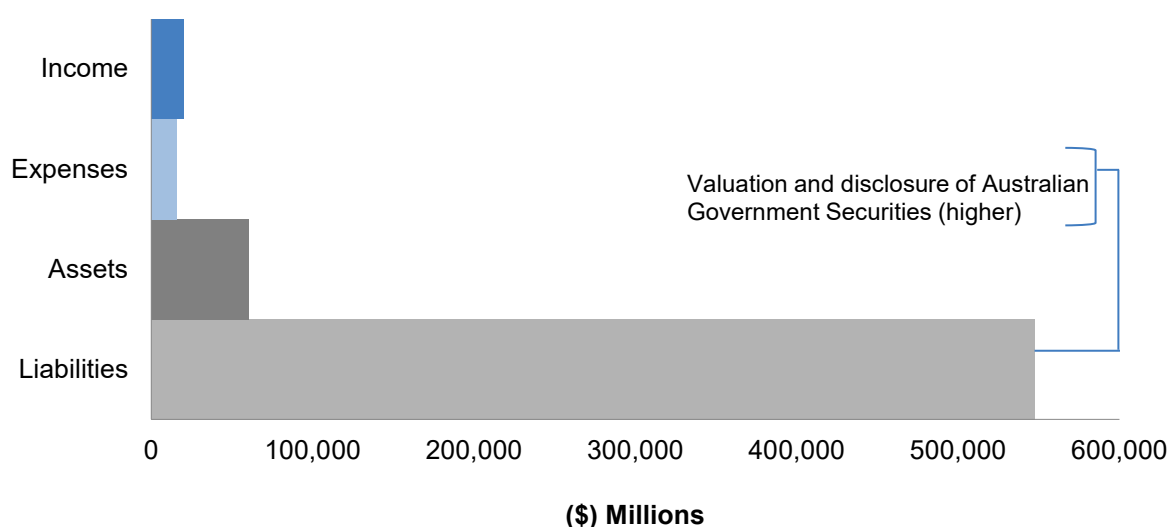 Income
Expenses
Valuation and disclosure of Australian
Government Securities (higher)
Assets
Liabilities
0 100,000 200,000 300,000 400,000 500,000 600,000
($) Millions